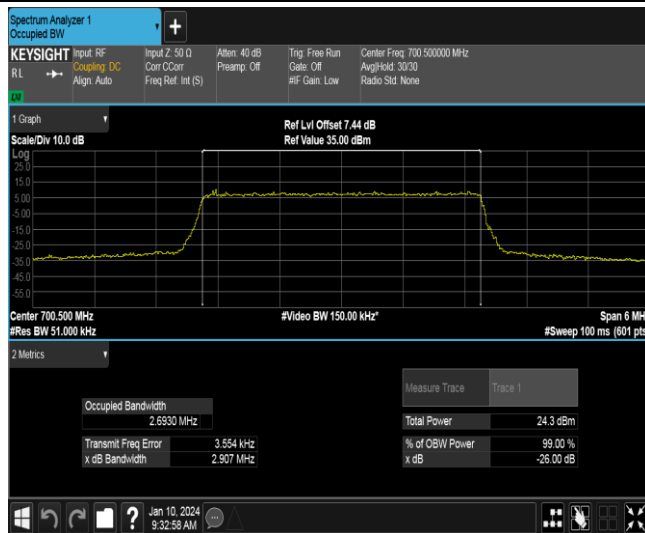 Spectrum Analyzer 1
Occupied BW
+
KEYSIGHT
RL
LXI
Input: RF
Coupling: DC
Align: Auto
Input Z: 50 Ω
Corr CCorr
Freq Ref: Int (S)
Atten: 40 dB
Preamp: Off
Trig: Free Run
Gate: Off
#IF Gain: Low
Center Freq: 700.500000 MHz
Avg|Hold: 30/30
Radio Std: None
1 Graph
Scale/Div 10.0 dB
Ref Lvl Offset 7.44 dB
Ref Value 35.00 dBm
Log
25.0
15.0
5.00
-5.00
-15.0
-25.0
-35.0
-45.0
-55.0
Center 700.500 MHz
#Video BW 150.00 kHz*
Span 6 MH
#Res BW 51.000 kHz
#Sweep 100 ms (601 pts
2 Metrics
Measure Trace
Trace 1
Occupied Bandwidth
2.6930 MHz
Total Power
24.3 dBm
Transmit Freq Error
3.554 kHz
% of OBW Power
99.00 %
x dB Bandwidth
2.907 MHz
x dB
-26.00 dB
?
Jan 10, 2024
9:32:58 AM